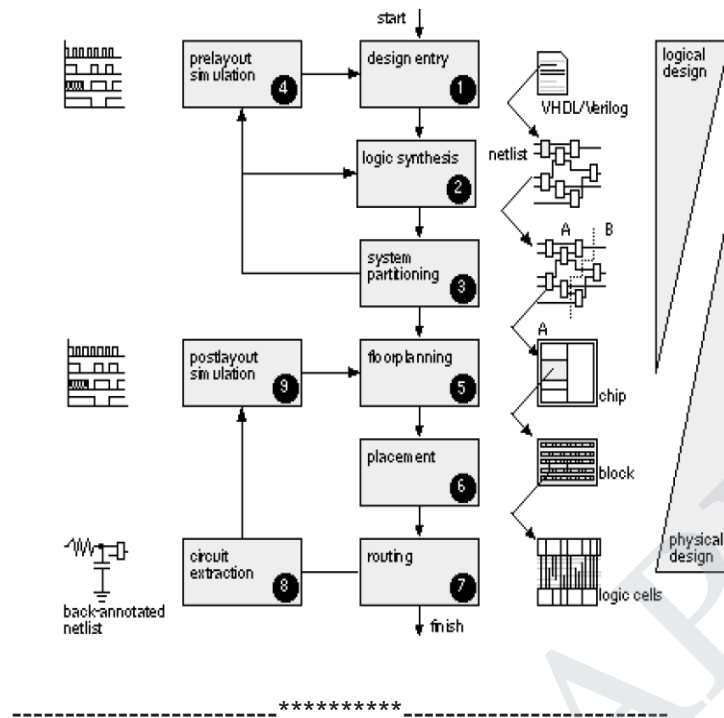 start
prelayout
simulation
4
design entry
1
VHDL/Verilog
logical
design
logic synthesis
2
netlist
system
partitioning
3
A
B
postlayout
simulation
9
floorplanning
5
A
chip
placement
6
block
circuit
extraction
8
routing
7
logic cells
physical
design
back-annotated
netlist
finish
**********